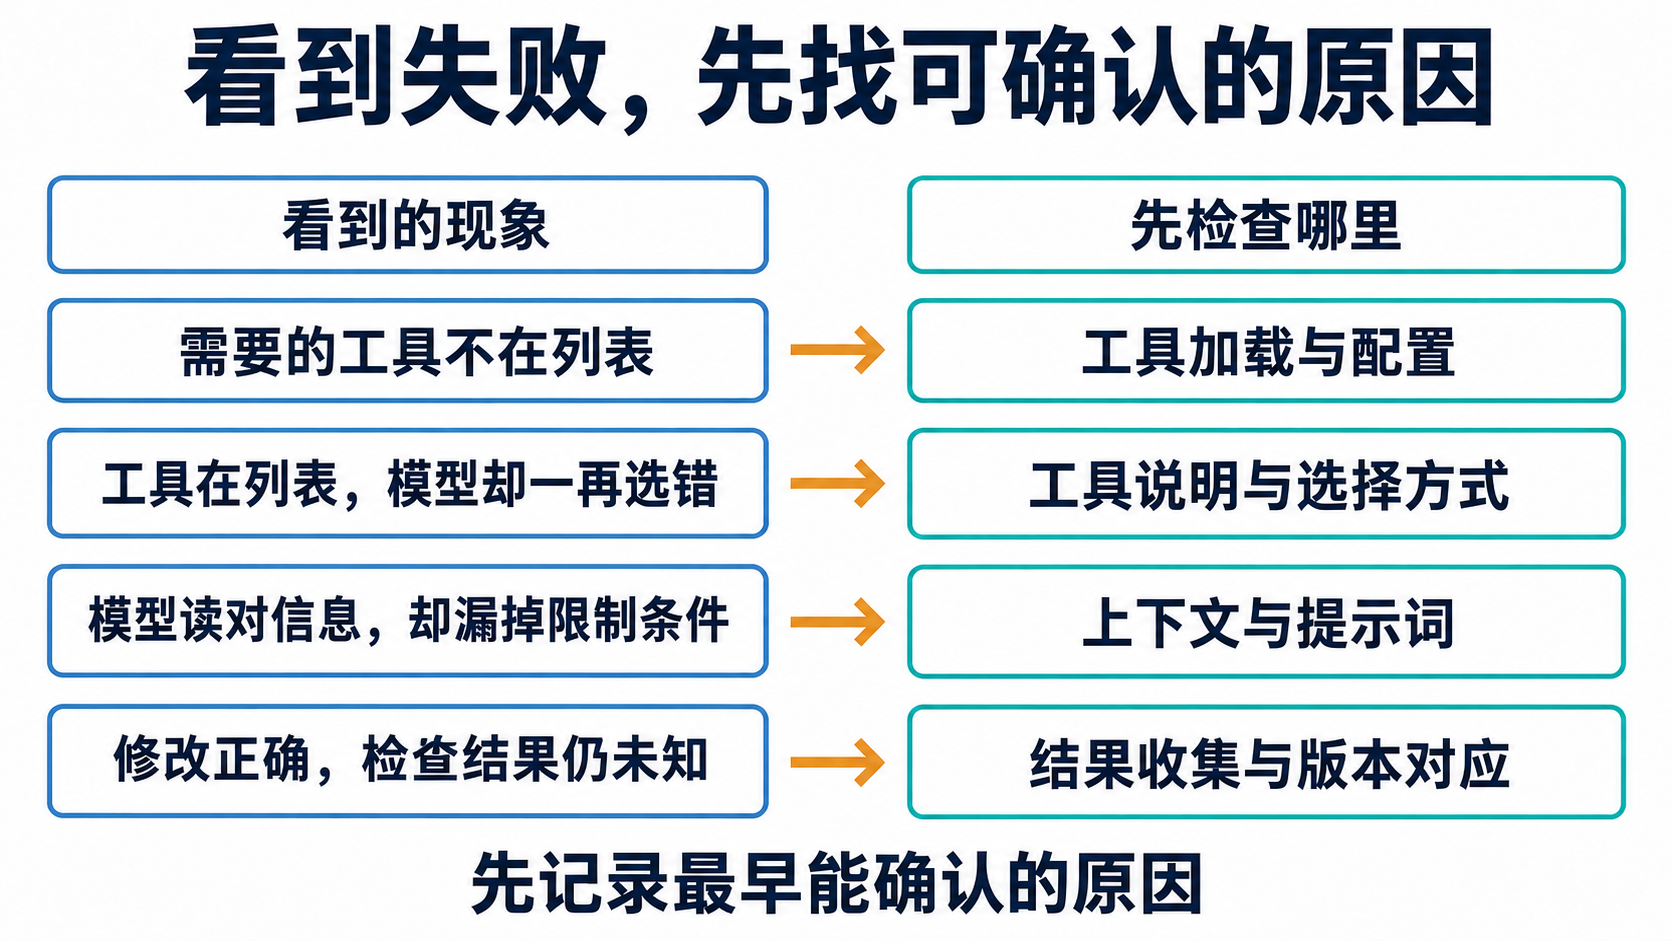 看到失败，先找可确认的原因
看到的现象
先检查哪里
需要的工具不在列表
工具加载与配置
工具在列表，模型却一再选错
工具说明与选择方式
模型读对信息，却漏掉限制条件
上下文与提示词
修改正确，检查结果仍未知
结果收集与版本对应
先记录最早能确认的原因